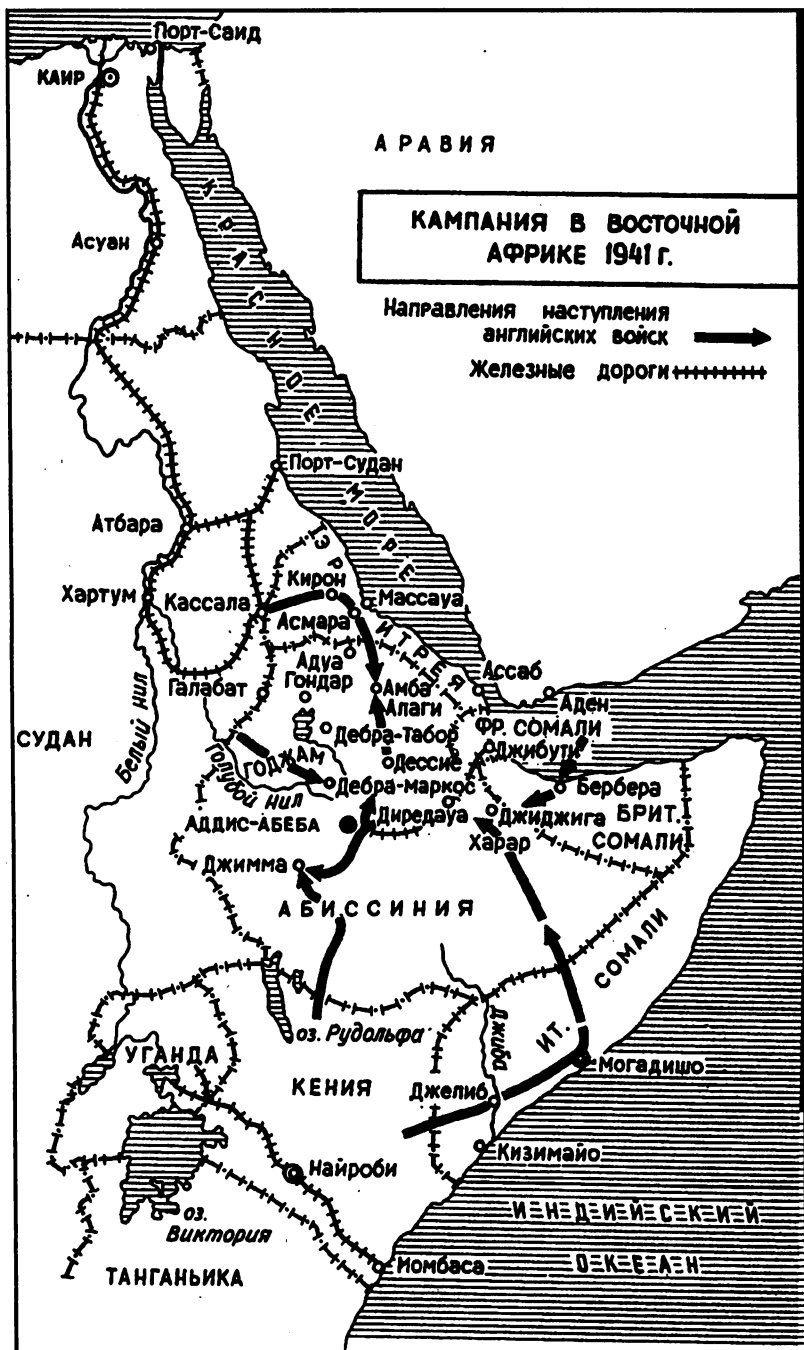 Порт-Саид
КАИР
АРАВИЯ
КАМПАНИЯ В ВОСТОЧНОЙ
АФРИКЕ 1941 г.
Направления наступления
английских войск
Железные дороги
КРАСНОЕ МОРЕ
Асуан
Порт-Судан
Атбара
Хартум
Кассала
Кирон
Массауа
Асмара
ЭРИТРЕЯ
Адуа
Гондар
Галабат
Амба
Алаги
Ассаб
Аден
СУДАН
Белый нил
Голубой нил
ГОДЖАМ
Дебра-Табор
Дессие
ФР. СОМАЛИ
Джибути
Дебра-маркос
Бербера
БРИТ.
СОМАЛИ
АДДИС-АБЕБА
Диредауа
Джиджига
Харар
Джимма
АБИССИНИЯ
ИТ. СОМАЛИ
оз. Рудольфа
Джиба
УГАНДА
КЕНИЯ
Могадишо
Джелиб
Кизимайо
Найроби
оз.
Виктория
ИНДИЙСКИЙ
ОКЕАН
ТАНГАНЬИКА
Момбаса